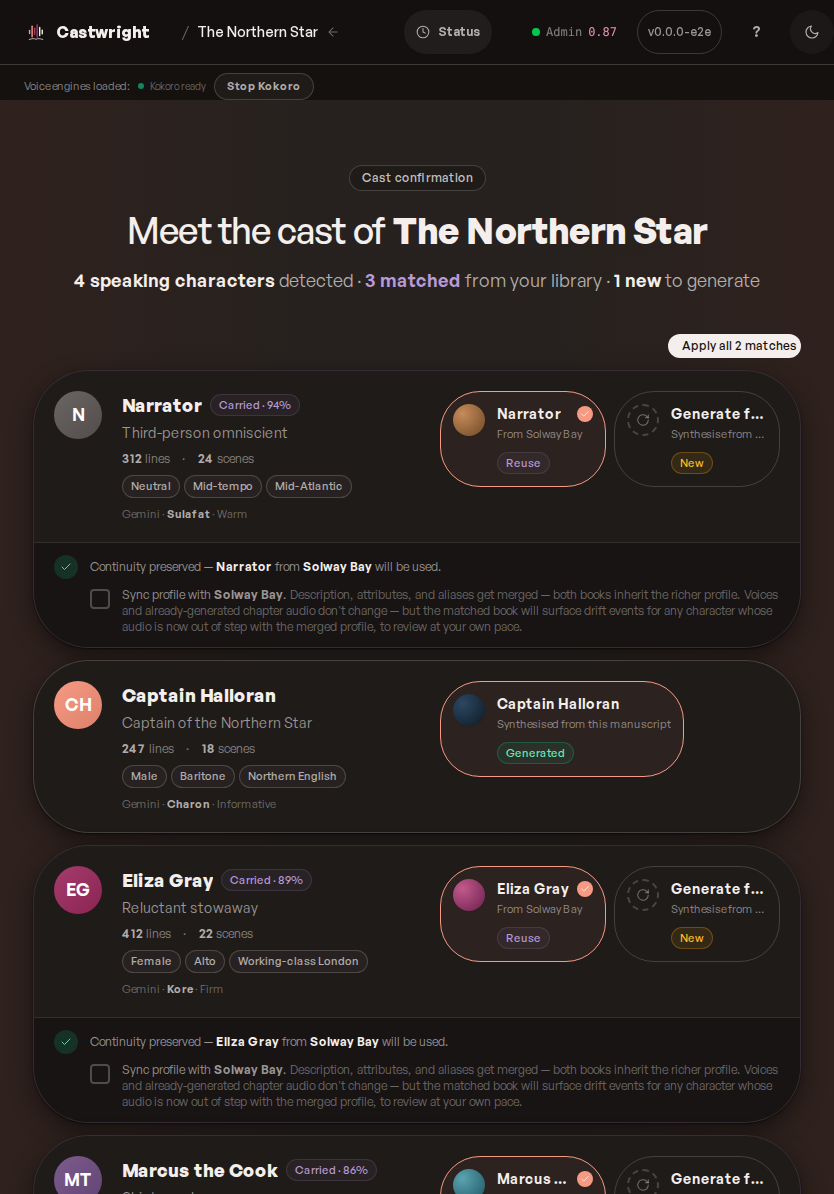 Castwright / The Northern Star ← Status Admin 0.87 v0.0.0-e2e ?
Voice engines loaded: Kokoro ready Stop Kokoro
Cast confirmation
Meet the cast of The Northern Star
4 speaking characters detected · 3 matched from your library · 1 new to generate
Apply all 2 matches
N
Narrator Carried · 94%
Third-person omniscient
312 lines · 24 scenes
Neutral Mid-tempo Mid-Atlantic
Gemini · Sulafat · Warm
Narrator
From Solway Bay
Reuse
Generate f...
Synthesise from ...
New
Continuity preserved — Narrator from Solway Bay will be used.
Sync profile with Solway Bay. Description, attributes, and aliases get merged — both books inherit the richer profile. Voices
and already-generated chapter audio don't change — but the matched book will surface drift events for any character whose
audio is now out of step with the merged profile, to review at your own pace.
CH
Captain Halloran
Captain of the Northern Star
247 lines · 18 scenes
Male Baritone Northern English
Gemini · Charon · Informative
Captain Halloran
Synthesised from this manuscript
Generated
EG
Eliza Gray Carried · 89%
Reluctant stowaway
412 lines · 22 scenes
Female Alto Working-class London
Gemini · Kore · Firm
Eliza Gray
From Solway Bay
Reuse
Generate f...
Synthesise from ...
New
Continuity preserved — Eliza Gray from Solway Bay will be used.
Sync profile with Solway Bay. Description, attributes, and aliases get merged — both books inherit the richer profile. Voices
and already-generated chapter audio don't change — but the matched book will surface drift events for any character whose
audio is now out of step with the merged profile, to review at your own pace.
MT
Marcus the Cook Carried · 86%
Marcus ...
Generate f...